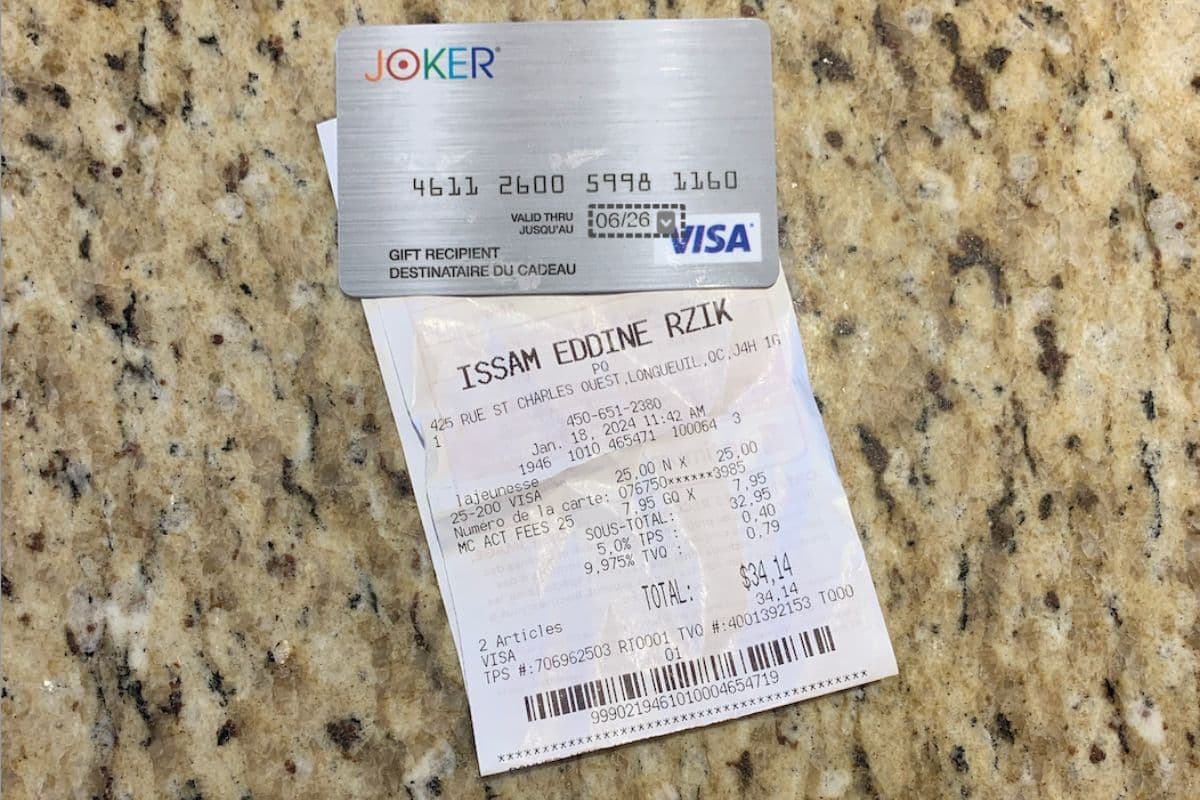 JOKER®
4611 2600 5998 1160
VALID THRU
JUSQU'AU
06/26
VISA
GIFT RECIPIENT
DESTINATAIRE DU CADEAU
ISSAM EDDINE RZIK
PQ
425 RUE ST CHARLES OUEST,LONGUEUIL,QC,J4H 1G
1
450-651-2380
Jan. 18, 2024 11:42 AM
1946 1010 465471 100064 3
lajeunesse
25-200 VISA 25,00 N X 25,00
Numero de la carte: 076750******3985
MC ACT FEES 25 7,95 GQ X 7,95
SOUS-TOTAL: 32,95
5,0% TPS : 0,40
9,975% TVQ : 0,79
TOTAL: $34,14
2 Articles
VISA 34,14
TPS #:706962503 RT0001 TVQ #:4001392153 TQ00
01
99902194610100046547​19